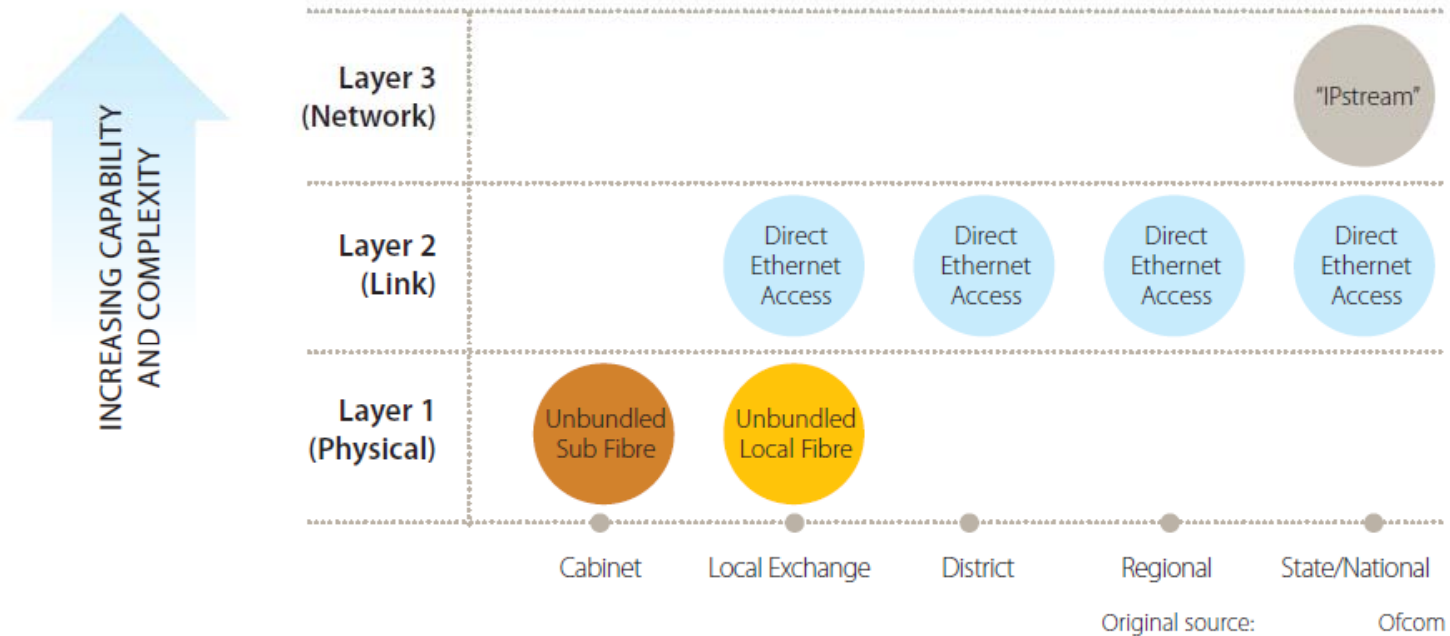 INCREASING CAPABILITY
AND COMPLEXITY
Layer 3
(Network)
"IPstream"
Layer 2
(Link)
Direct
Ethernet
Access
Direct
Ethernet
Access
Direct
Ethernet
Access
Direct
Ethernet
Access
Layer 1
(Physical)
Unbundled
Sub Fibre
Unbundled
Local Fibre
Cabinet
Local Exchange
District
Regional
State/National
Original source: Ofcom